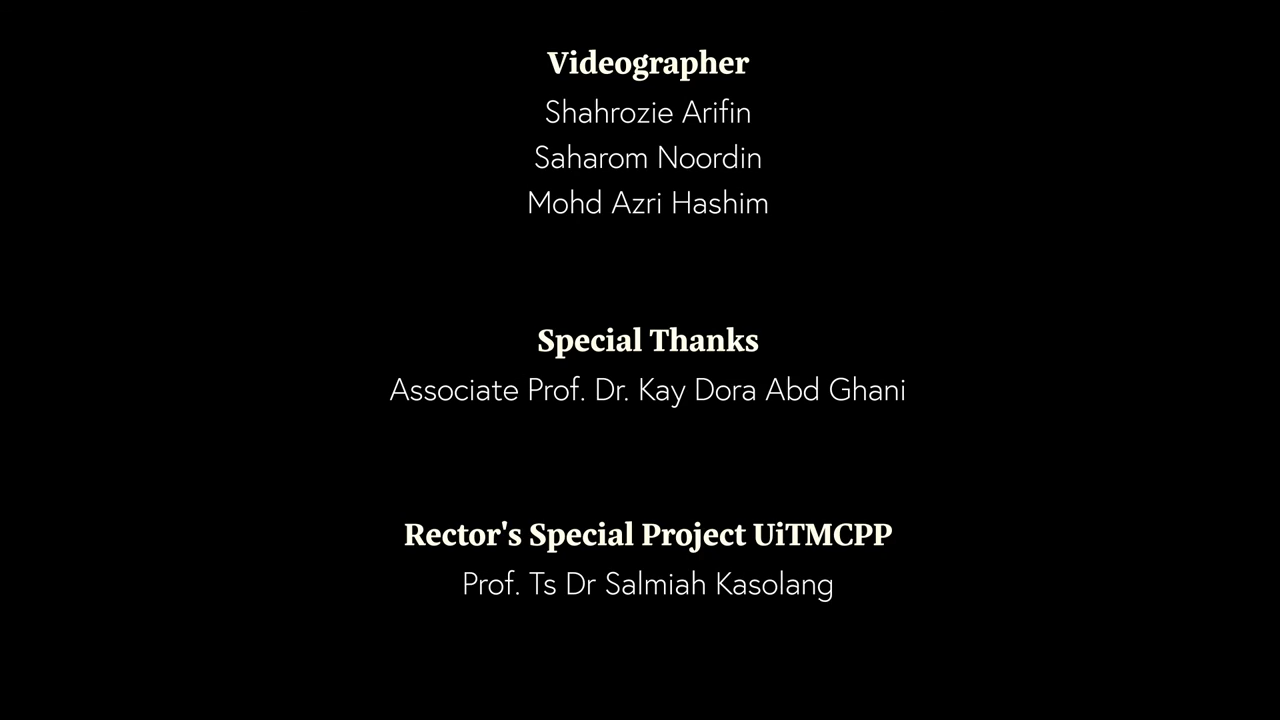 Videographer
Shahrozie Arifin
Saharom Noordin
Mohd Azri Hashim
Special Thanks
Associate Prof. Dr. Kay Dora Abd Ghani
Rector's Special Project UiTMCPP
Prof. Ts Dr Salmiah Kasolang